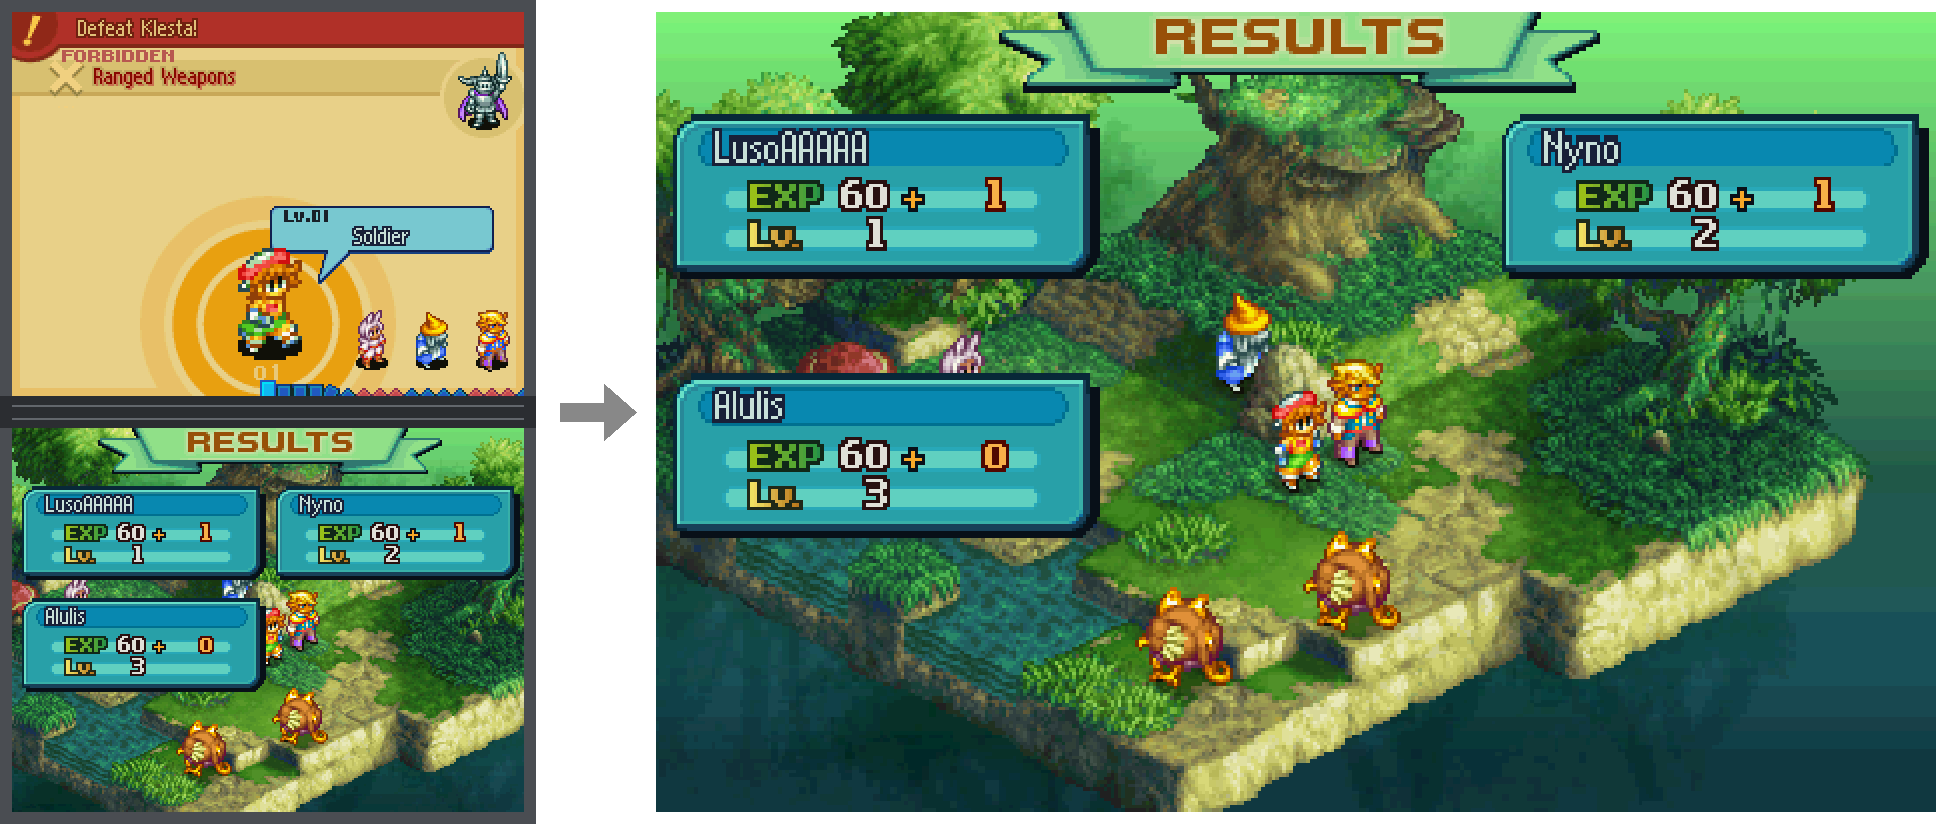 Defeat Klesta!
FORBIDDEN
Ranged Weapons
Lv.01
Soldier
01
RESULTS
LusoAAAAA
EXP 60 + 1
Lv. 1
Nyno
EXP 60 + 1
Lv. 2
Alulis
EXP 60 + 0
Lv. 3
RESULTS
LusoAAAAA
EXP 60 + 1
Lv. 1
Nyno
EXP 60 + 1
Lv. 2
Alulis
EXP 60 + 0
Lv. 3